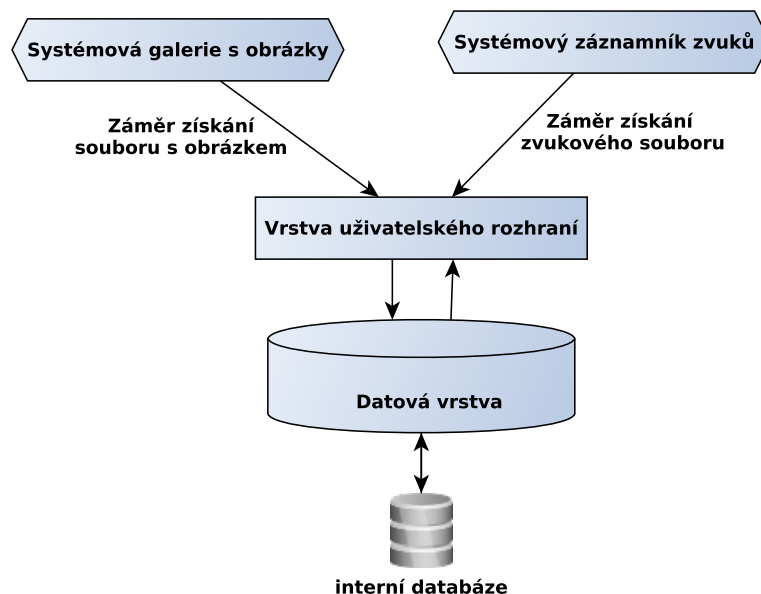 Systémová galerie s obrázky
Systémový záznamník zvuků
Záměr získání
souboru s obrázkem
Záměr získání
zvukového souboru
Vrstva uživatelského rozhraní
Datová vrstva
interní databáze